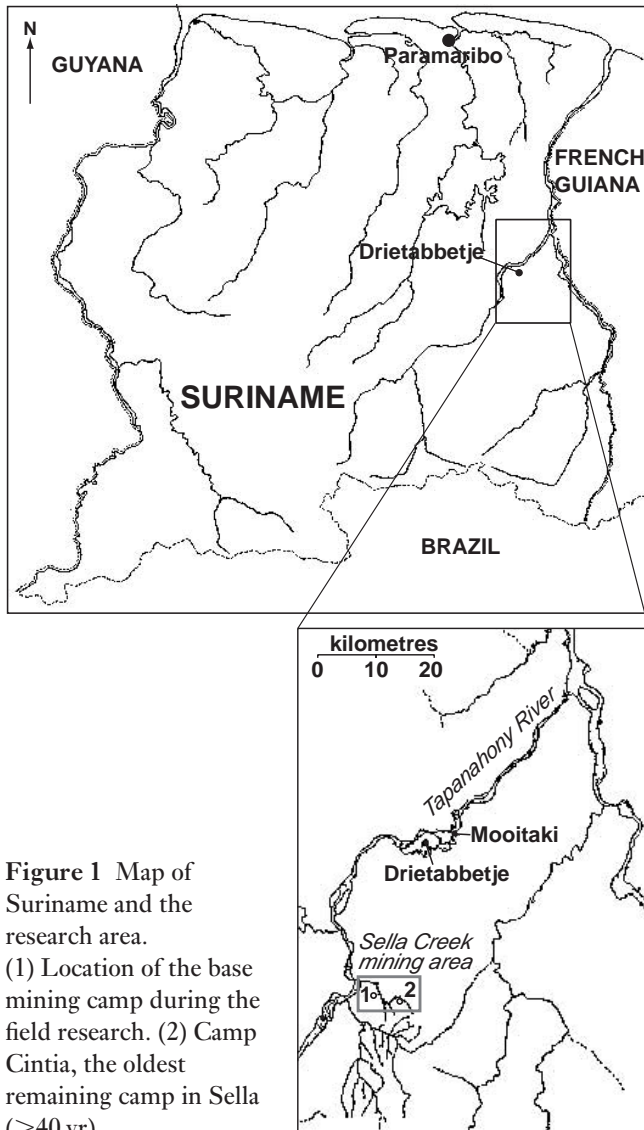 N
GUYANA
Paramaribo
FRENCH
GUIANA
Drietabbetje
SURINAME
BRAZIL
kilometres
0 10 20
Tapanahony River
Mooitaki
Drietabbetje
Sella Creek
mining area
1 2
Figure 1 Map of
Suriname and the
research area.
(1) Location of the base
mining camp during the
field research. (2) Camp
Cintia, the oldest
remaining camp in Sella
(>40 yr)